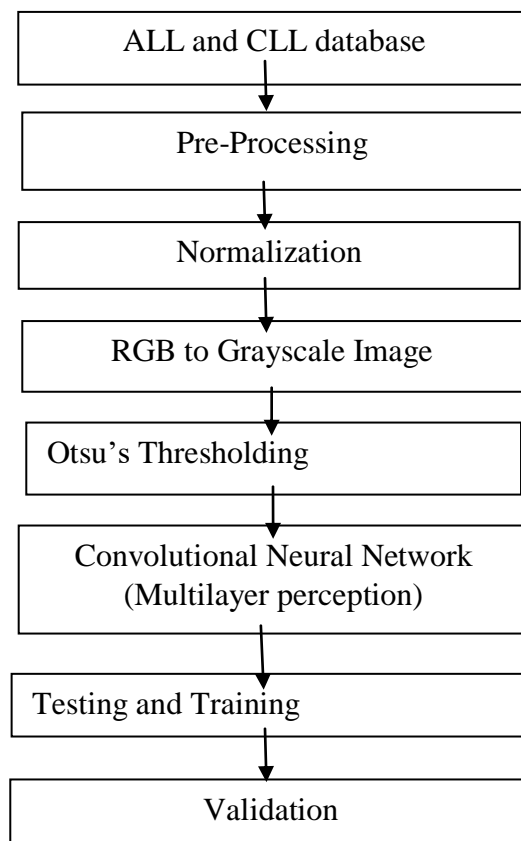 ALL and CLL database
Pre-Processing
Normalization
RGB to Grayscale Image
Otsu’s Thresholding
Convolutional Neural Network
(Multilayer perception)
Testing and Training
Validation